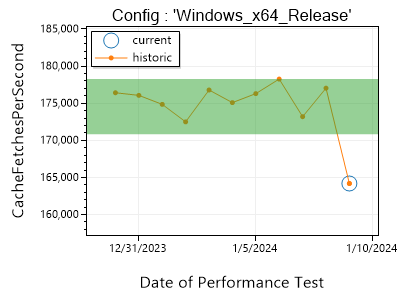 Config : 'Windows_x64_Release'
current
historic
CacheFetchesPerSecond
185,000
180,000
175,000
170,000
165,000
160,000
12/31/2023
1/5/2024
1/10/2024
Date of Performance Test